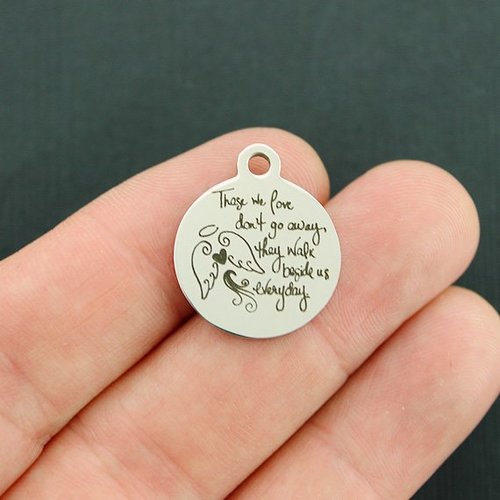 Those we love
don't go away,
they walk
beside us
everyday.